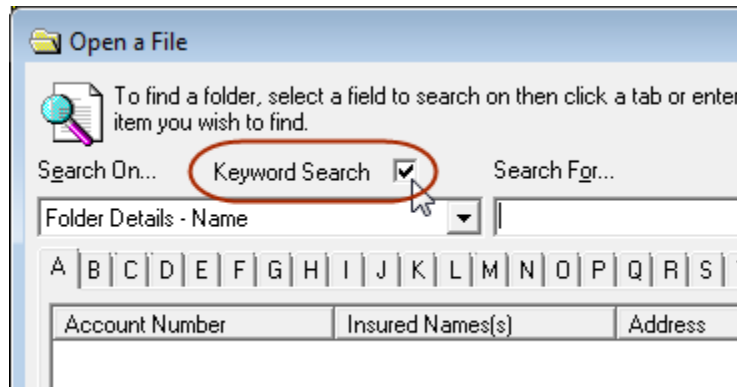 Open a File
To find a folder, select a field to search on then click a tab or enter
item you wish to find.
Search On... Keyword Search Search For...
Folder Details - Name
A B C D E F G H I J K L M N O P Q R S
Account Number Insured Names(s) Address